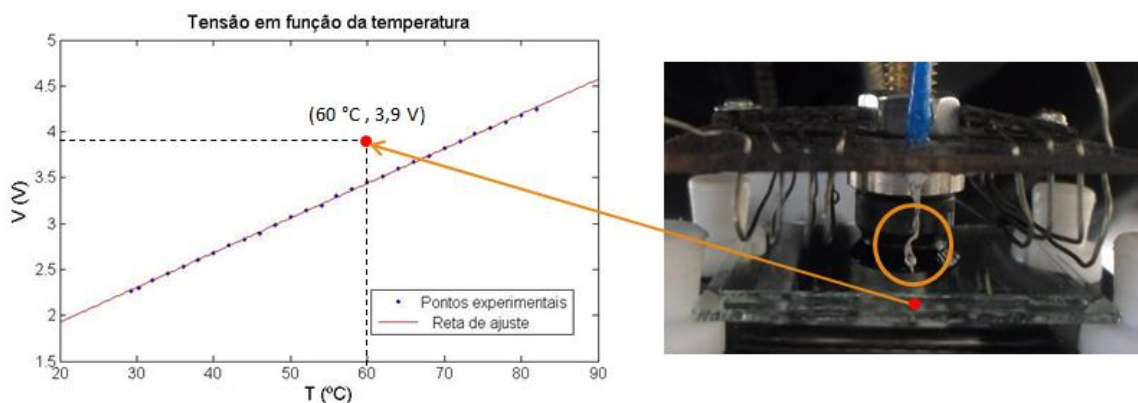 Tensão em função da temperatura
5
4.5
(60 °C , 3,9 V)
4
3.5
V (V)
3
2.5
Pontos experimentais
2
Reta de ajuste
1.5
20 30 40 50 60 70 80 90
T (ºC)